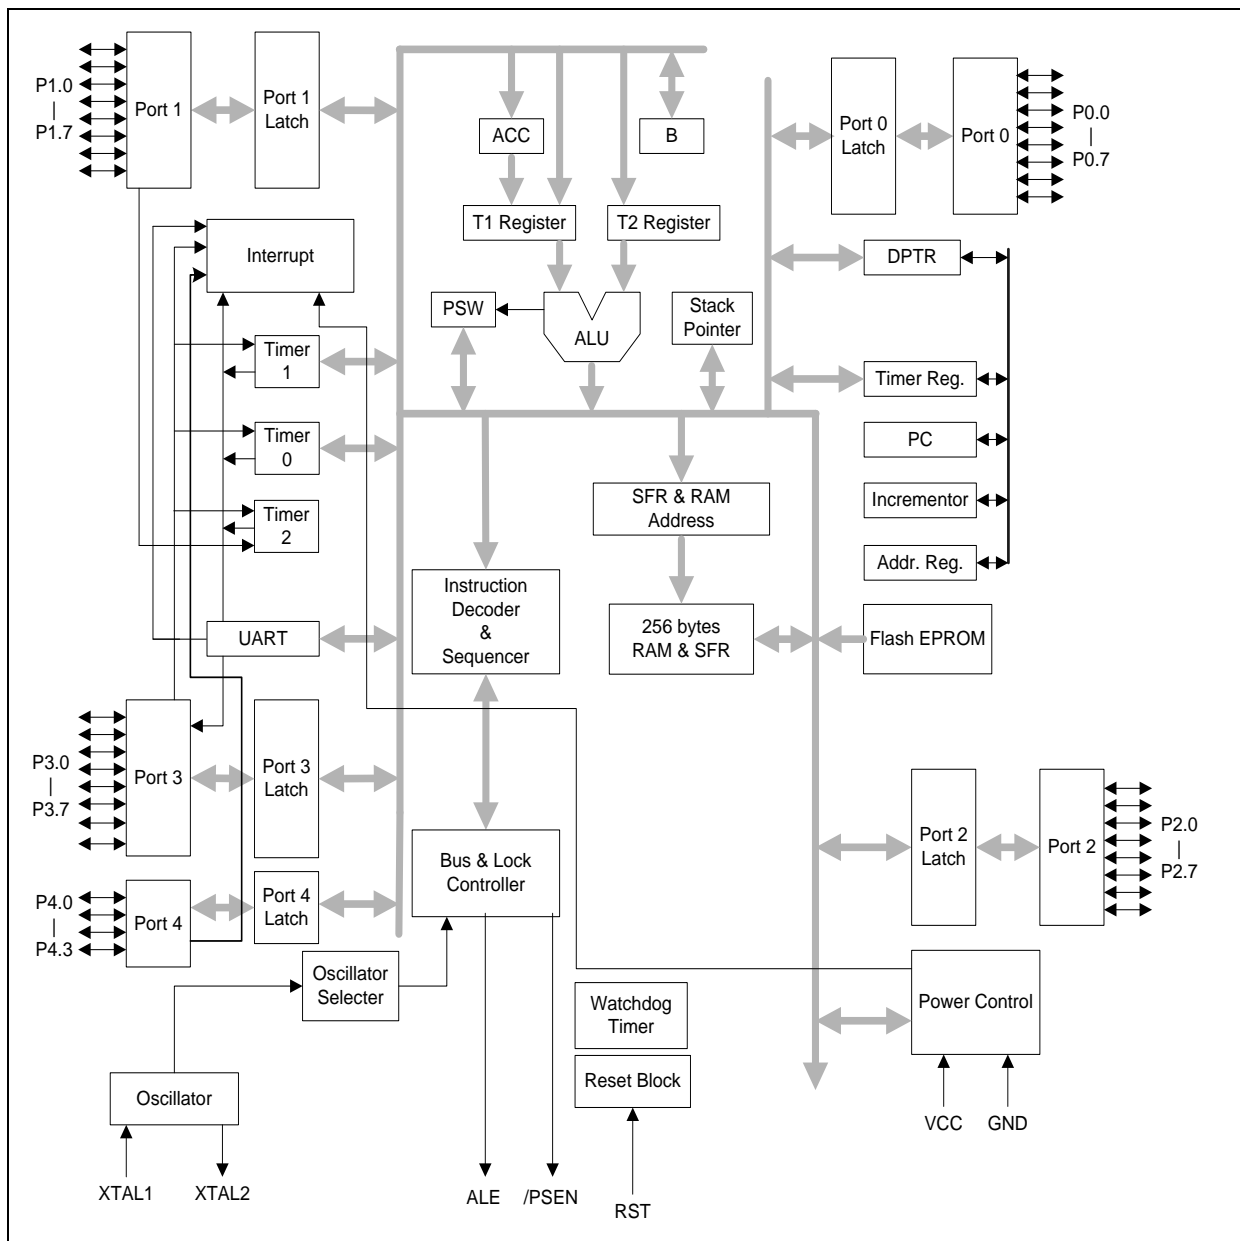 P1.0
|
P1.7
Port 1
Port 1
Latch
ACC
B
Port 0
Latch
Port 0
P0.0
|
P0.7
T1 Register
T2 Register
Interrupt
DPTR
PSW
ALU
Stack
Pointer
Timer
1
Timer Reg.
Timer
0
PC
SFR & RAM
Address
Incrementor
Timer
2
Addr. Reg.
Instruction
Decoder
&
Sequencer
256 bytes
RAM & SFR
Flash EPROM
UART
P3.0
|
P3.7
Port 3
Port 3
Latch
Port 2
Latch
Port 2
P2.0
|
P2.7
Bus & Lock
Controller
P4.0
|
P4.3
Port 4
Port 4
Latch
Oscillator
Selecter
Watchdog
Timer
Power Control
Reset Block
Oscillator
VCC
GND
XTAL1
XTAL2
ALE
/PSEN
RST